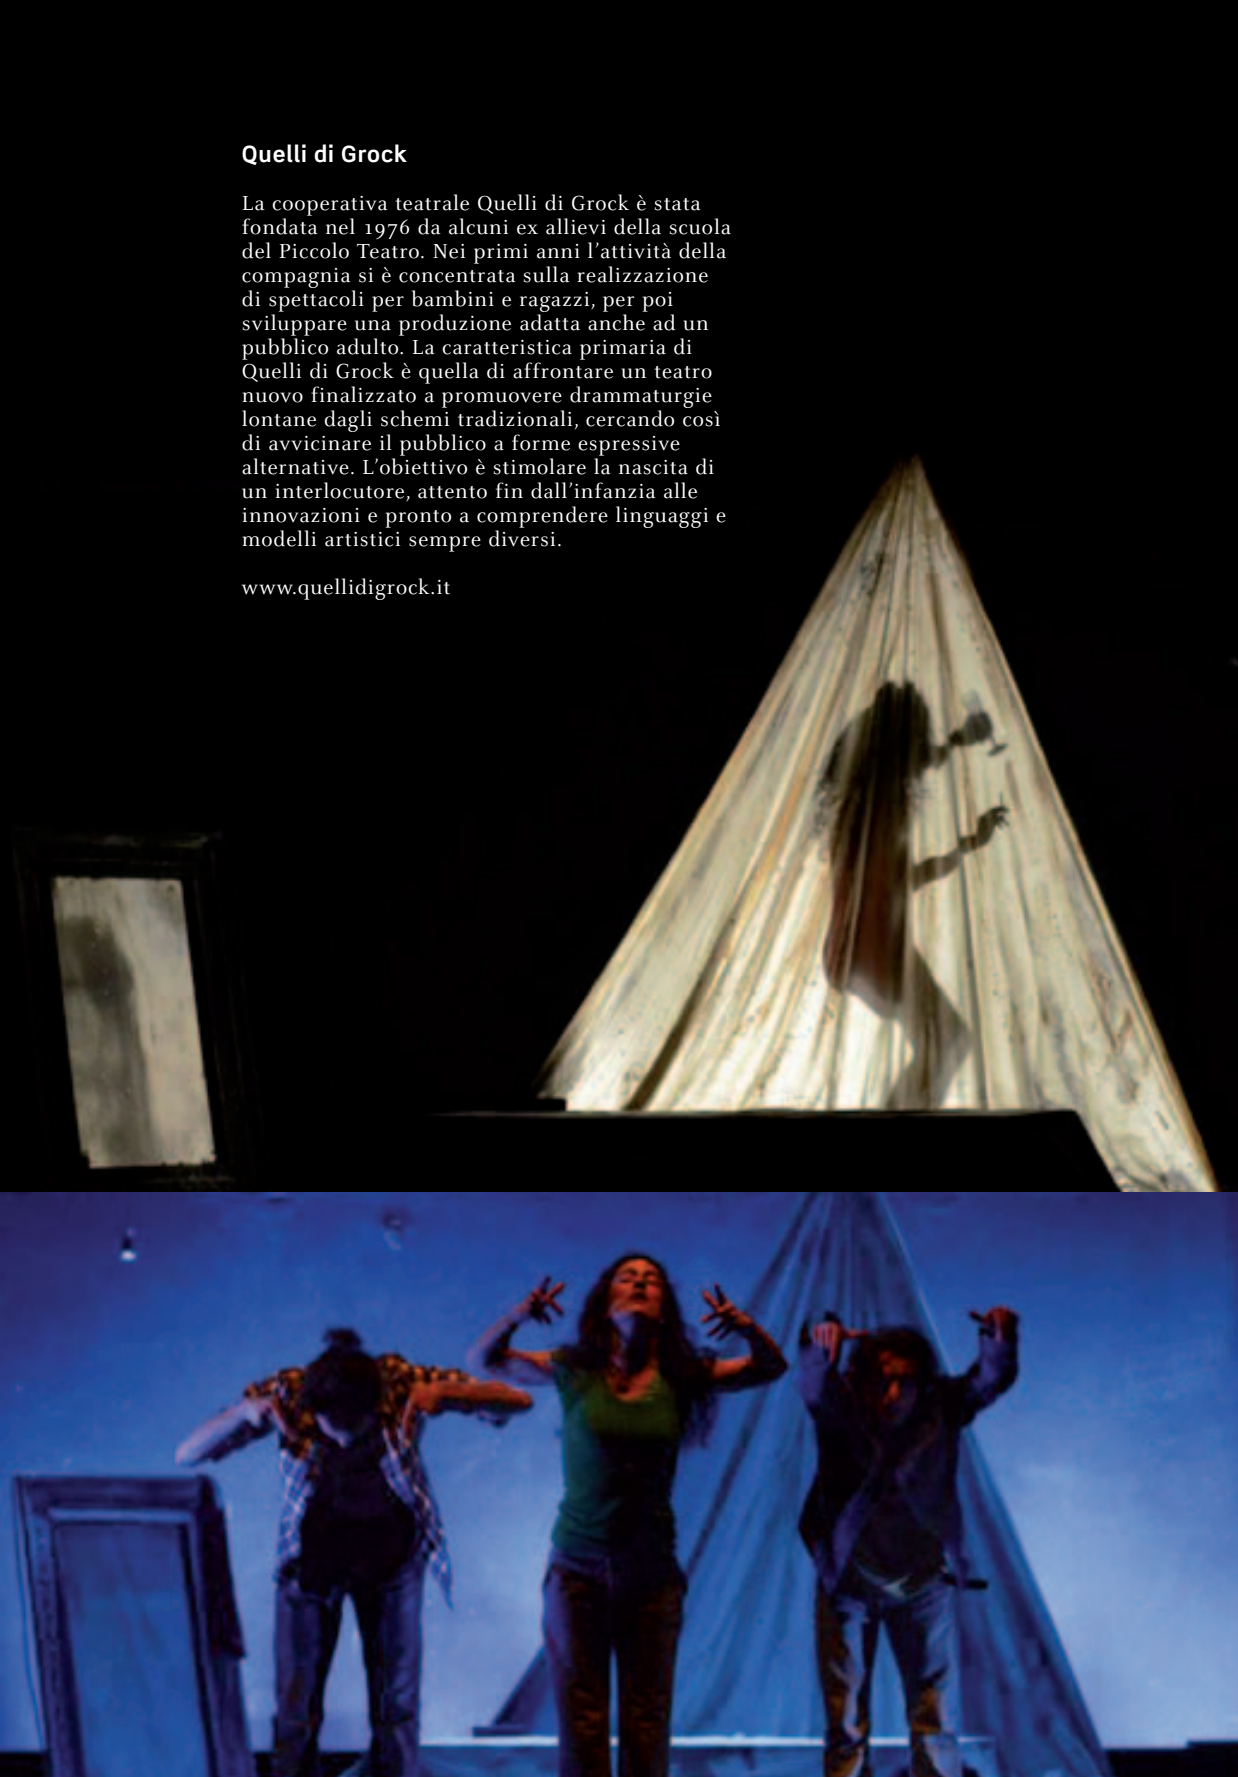 Quelli di Grock
La cooperativa teatrale Quelli di Grock è stata
fondata nel 1976 da alcuni ex allievi della scuola
del Piccolo Teatro. Nei primi anni l’attività della
compagnia si è concentrata sulla realizzazione
di spettacoli per bambini e ragazzi, per poi
sviluppare una produzione adatta anche ad un
pubblico adulto. La caratteristica primaria di
Quelli di Grock è quella di affrontare un teatro
nuovo finalizzato a promuovere drammaturgie
lontane dagli schemi tradizionali, cercando così
di avvicinare il pubblico a forme espressive
alternative. L’obiettivo è stimolare la nascita di
un interlocutore, attento fin dall’infanzia alle
innovazioni e pronto a comprendere linguaggi e
modelli artistici sempre diversi.
www.quellidigrock.it